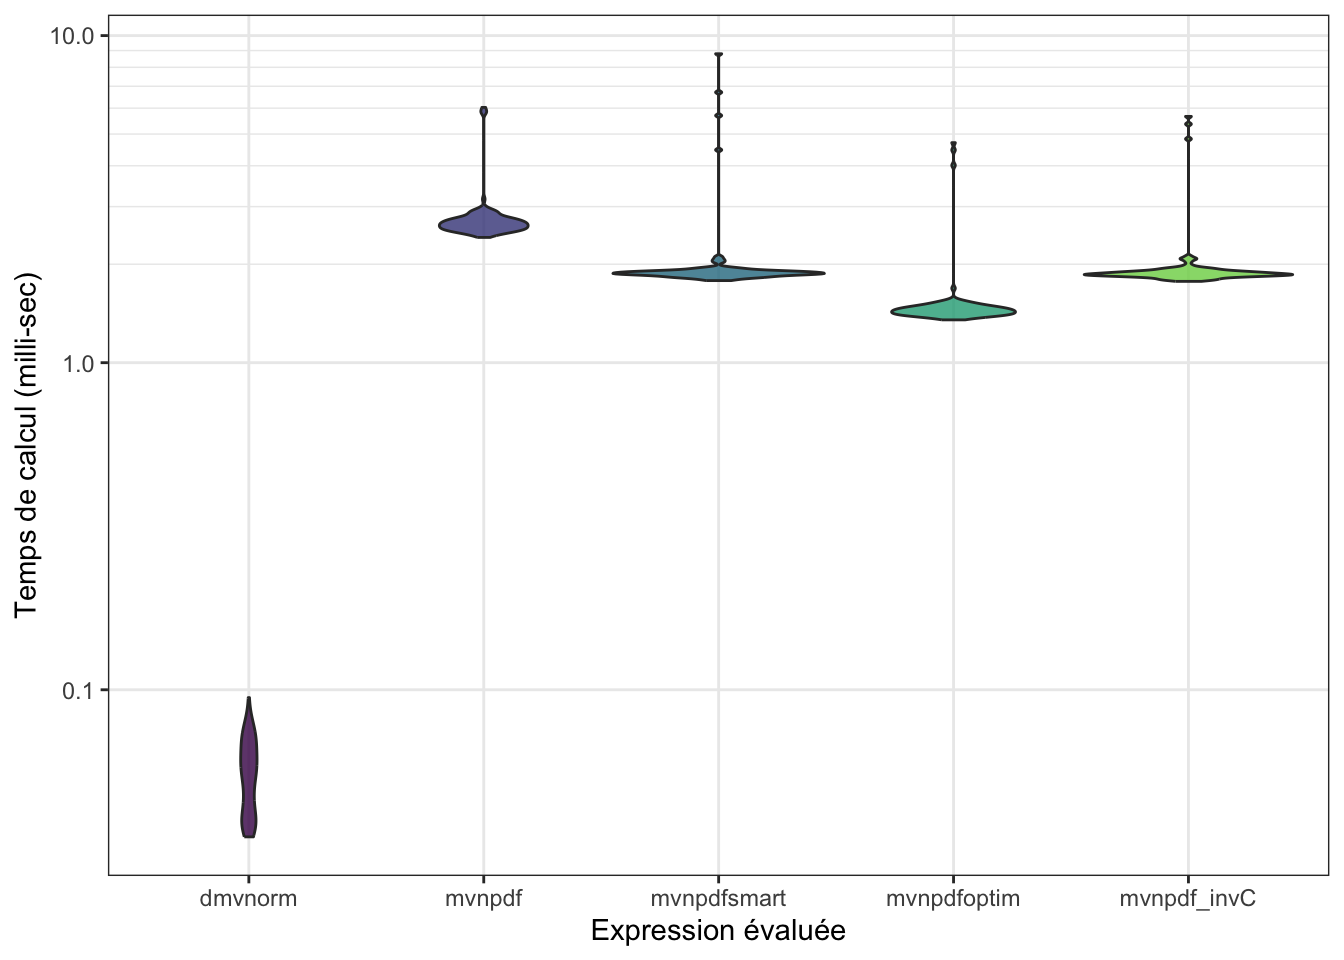 10.0
1.0
0.1
Temps de calcul (milli-sec)
dmvnorm mvnpdf mvnpdfsmart mvnpdfoptim mvnpdf_invC
Expression évaluée